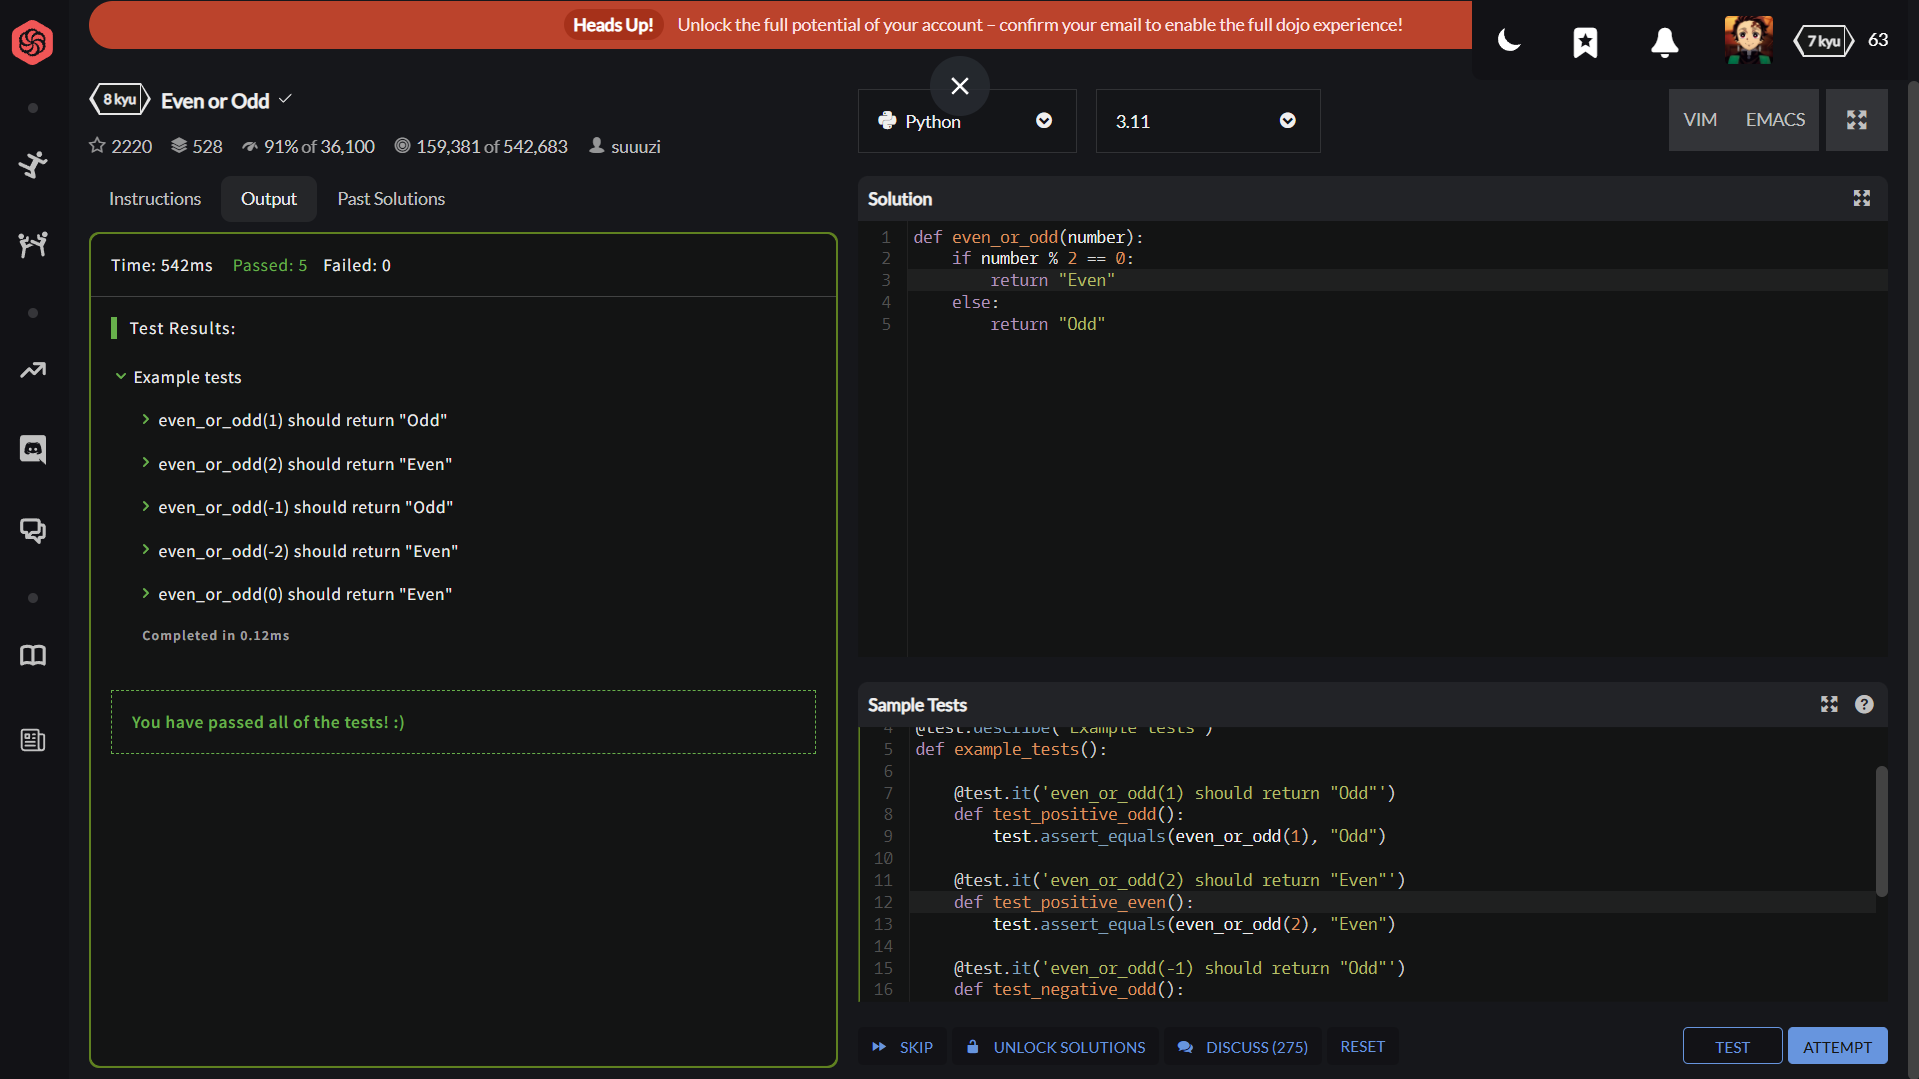 Heads Up! Unlock the full potential of your account – confirm your email to enable the full dojo experience!
7 kyu 63
8 kyu Even or Odd
2220 528 91% of 36,100 159,381 of 542,683 suuuzi
Python 3.11 VIM EMACS
Instructions Output Past Solutions
Time: 542ms Passed: 5 Failed: 0
Test Results:
Example tests
even_or_odd(1) should return "Odd"
even_or_odd(2) should return "Even"
even_or_odd(-1) should return "Odd"
even_or_odd(-2) should return "Even"
even_or_odd(0) should return "Even"
Completed in 0.12ms
You have passed all of the tests! :)
Solution
1 def even_or_odd(number):
2 if number % 2 == 0:
3 return "Even"
4 else:
5 return "Odd"
Sample Tests
4 @test.describe("Example tests")
5 def example_tests():
6
7 @test.it('even_or_odd(1) should return "Odd"')
8 def test_positive_odd():
9 test.assert_equals(even_or_odd(1), "Odd")
10
11 @test.it('even_or_odd(2) should return "Even"')
12 def test_positive_even():
13 test.assert_equals(even_or_odd(2), "Even")
14
15 @test.it('even_or_odd(-1) should return "Odd"')
16 def test_negative_odd():
SKIP UNLOCK SOLUTIONS DISCUSS (275) RESET TEST ATTEMPT